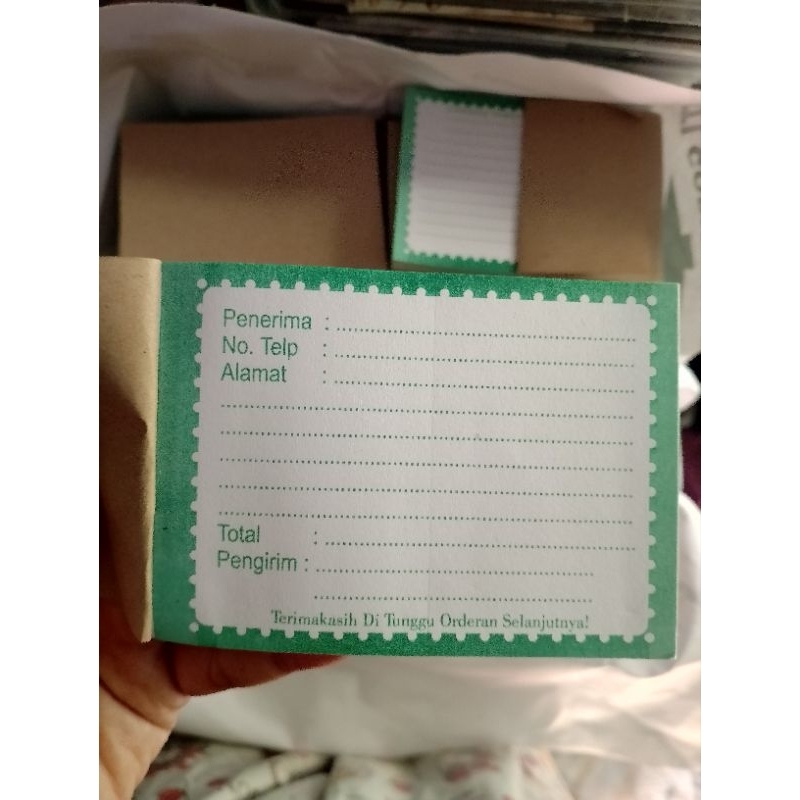 Penerima : ................................................
No. Telp : ................................................
Alamat : ................................................
................................................................
................................................................
................................................................
................................................................
................................................................
Total : ................................................
Pengirim : ............................................
............................................
Terimakasih Di Tunggu Orderan Selanjutnya!